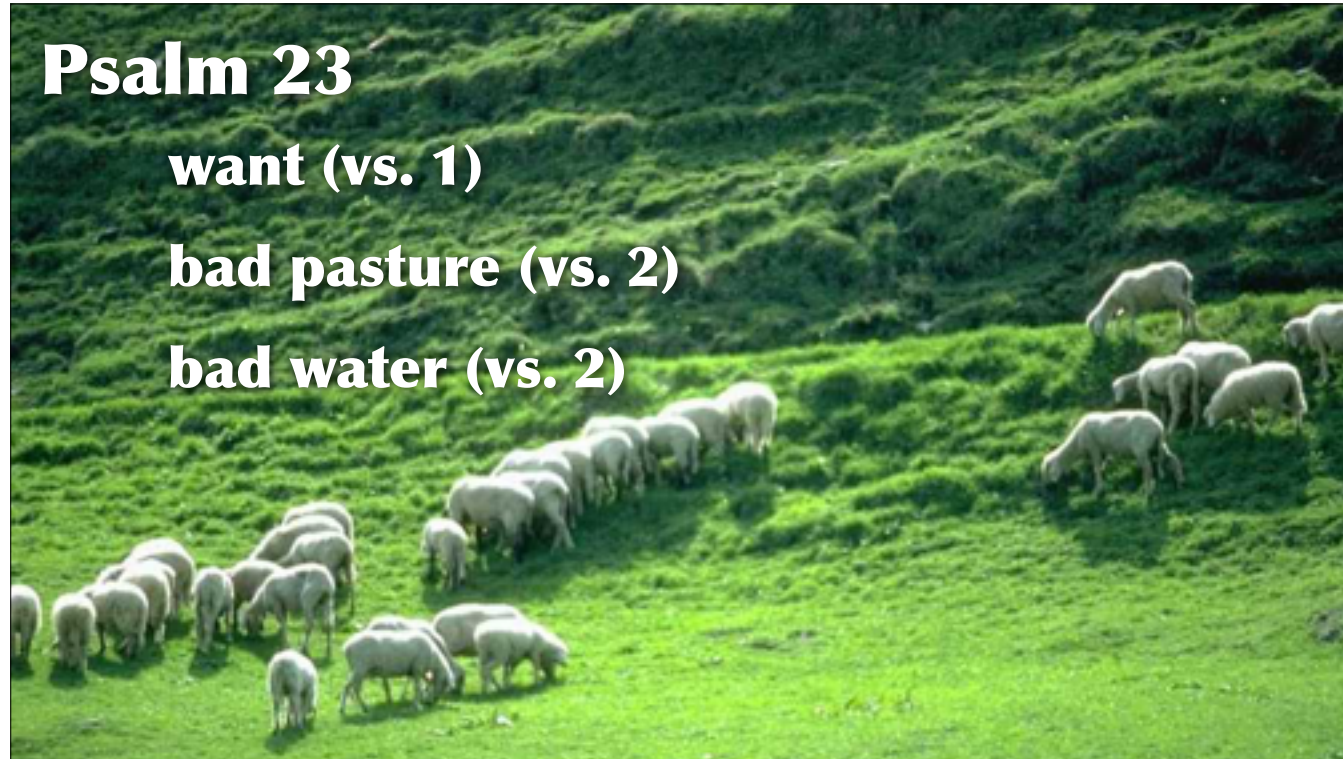 Psalm 23
want (vs. 1)
bad pasture (vs. 2)
bad water (vs. 2)